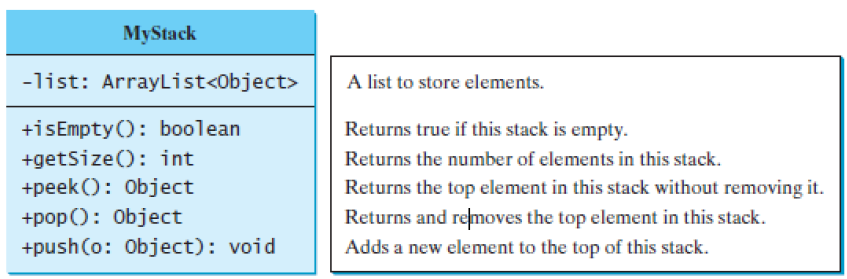 MyStack
-list: ArrayList<Object>
A list to store elements.
+isEmpty(): boolean
Returns true if this stack is empty.
+getSize(): int
Returns the number of elements in this stack.
+peek(): Object
Returns the top element in this stack without removing it.
+pop(): Object
Returns and removes the top element in this stack.
+push(o: Object): void
Adds a new element to the top of this stack.